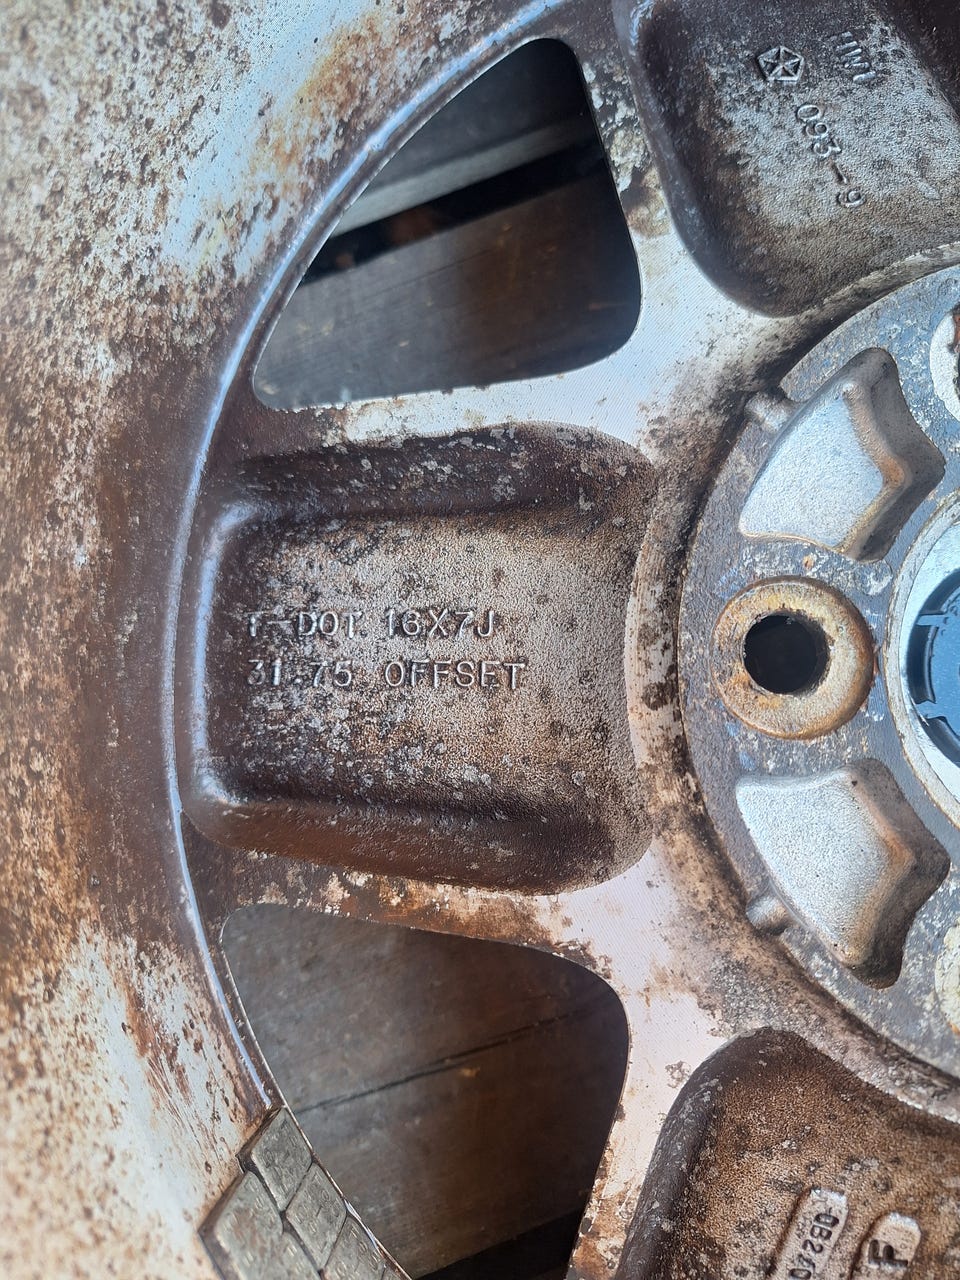 T-DOT 16X7J
31.75 OFFSET
093-9
F